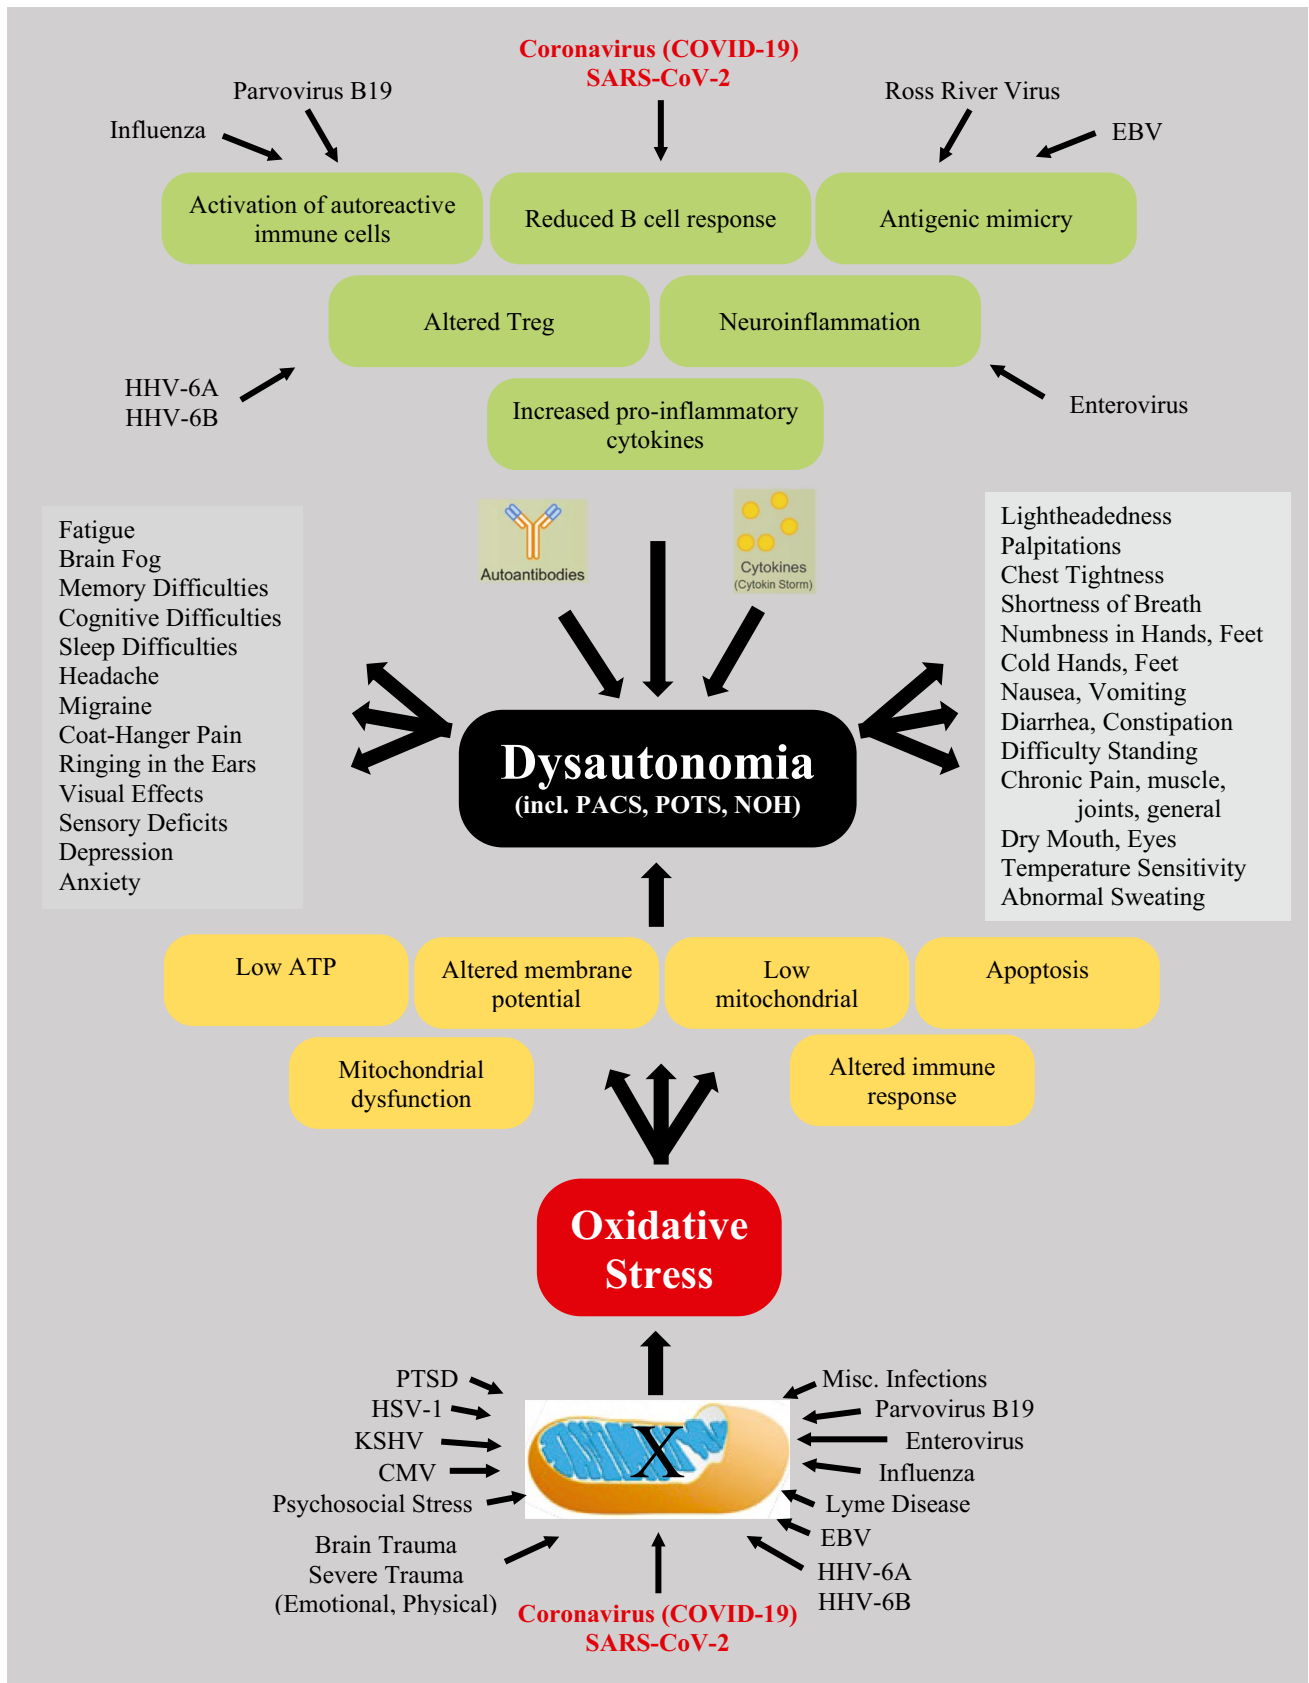 Coronavirus (COVID-19)
SARS-CoV-2
Parvovirus B19
Influenza
Ross River Virus
EBV
Activation of autoreactive
immune cells
Reduced B cell response
Antigenic mimicry
Altered Treg
Neuroinflammation
HHV-6A
HHV-6B
Increased pro-inflammatory
cytokines
Enterovirus
Autoantibodies
Cytokines
(Cytokin Storm)
Fatigue
Brain Fog
Memory Difficulties
Cognitive Difficulties
Sleep Difficulties
Headache
Migraine
Coat-Hanger Pain
Ringing in the Ears
Visual Effects
Sensory Deficits
Depression
Anxiety
Dysautonomia
(incl. PACS, POTS, NOH)
Lightheadedness
Palpitations
Chest Tightness
Shortness of Breath
Numbness in Hands, Feet
Cold Hands, Feet
Nausea, Vomiting
Diarrhea, Constipation
Difficulty Standing
Chronic Pain, muscle,
joints, general
Dry Mouth, Eyes
Temperature Sensitivity
Abnormal Sweating
Low ATP
Altered membrane
potential
Low
mitochondrial
Apoptosis
Mitochondrial
dysfunction
Altered immune
response
Oxidative
Stress
PTSD
HSV-1
KSHV
CMV
Psychosocial Stress
Brain Trauma
Severe Trauma
(Emotional, Physical)
X
Misc. Infections
Parvovirus B19
Enterovirus
Influenza
Lyme Disease
EBV
HHV-6A
HHV-6B
Coronavirus (COVID-19)
SARS-CoV-2